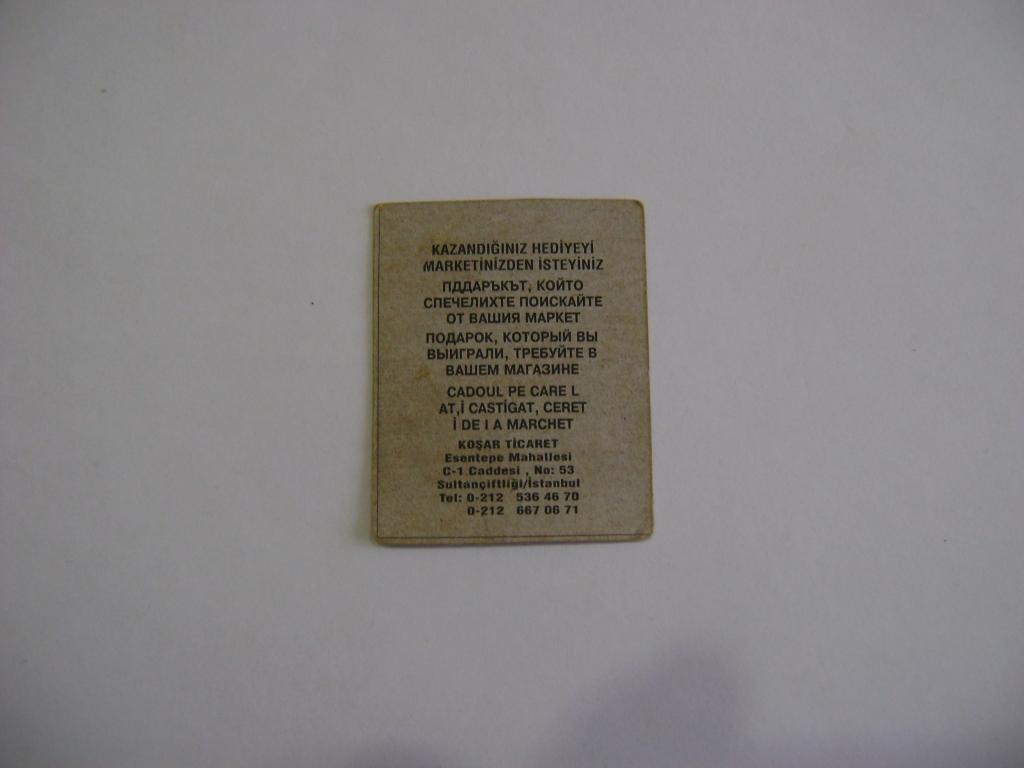 KAZANDIĞINIZ HEDİYEYİ
MARKETİNİZDEN İSTEYİNİZ
ПДДАРЪКЪТ, КОЙТО
СПЕЧЕЛИХТЕ ПОИСКАЙТЕ
ОТ ВАШИЯ МАРКЕТ
ПОДАРОК, КОТОРЫЙ ВЫ
ВЫИГРАЛИ, ТРЕБУЙТЕ В
ВАШЕМ МАГАЗИНЕ
CADOUL PE CARE L
AT,İ CASTİGAT, CERET
İ DE I A MARCHET
KOŞAR TİCARET
Esentepe Mahallesi
C-1 Caddesi , No: 53
Sultançiftliği/İstanbul
Tel: 0-212 536 46 70
0-212 667 06 71